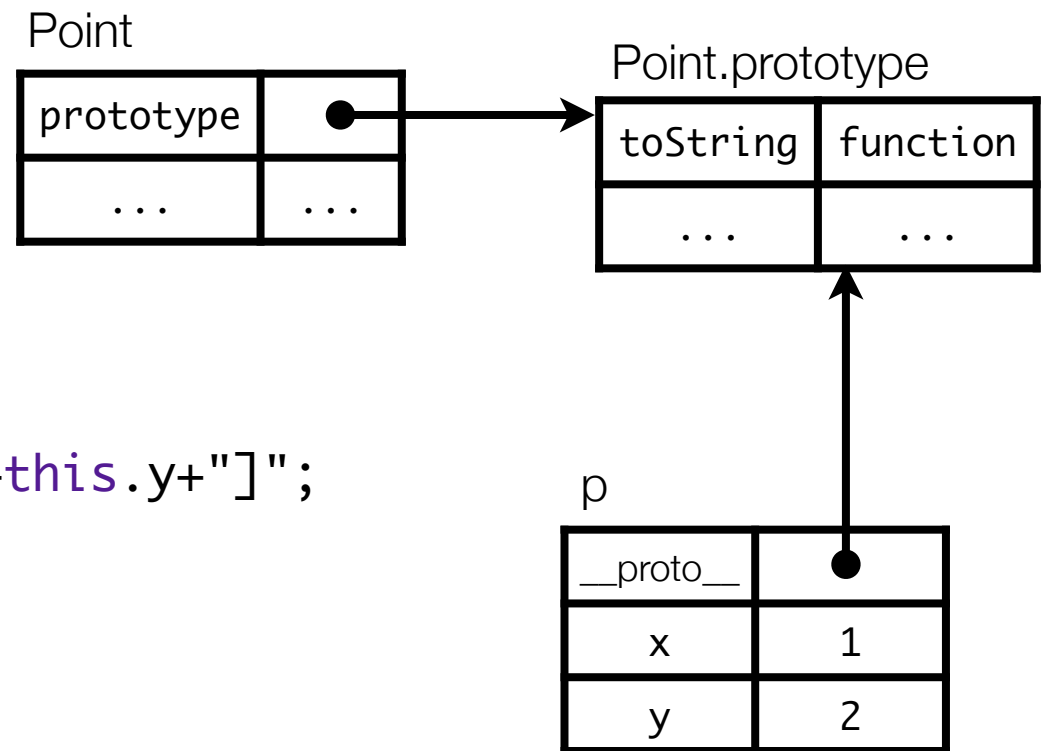 Point
prototype
... ...
Point.prototype
toString function
... ...
this.y+"]";
p
__proto__
x 1
y 2